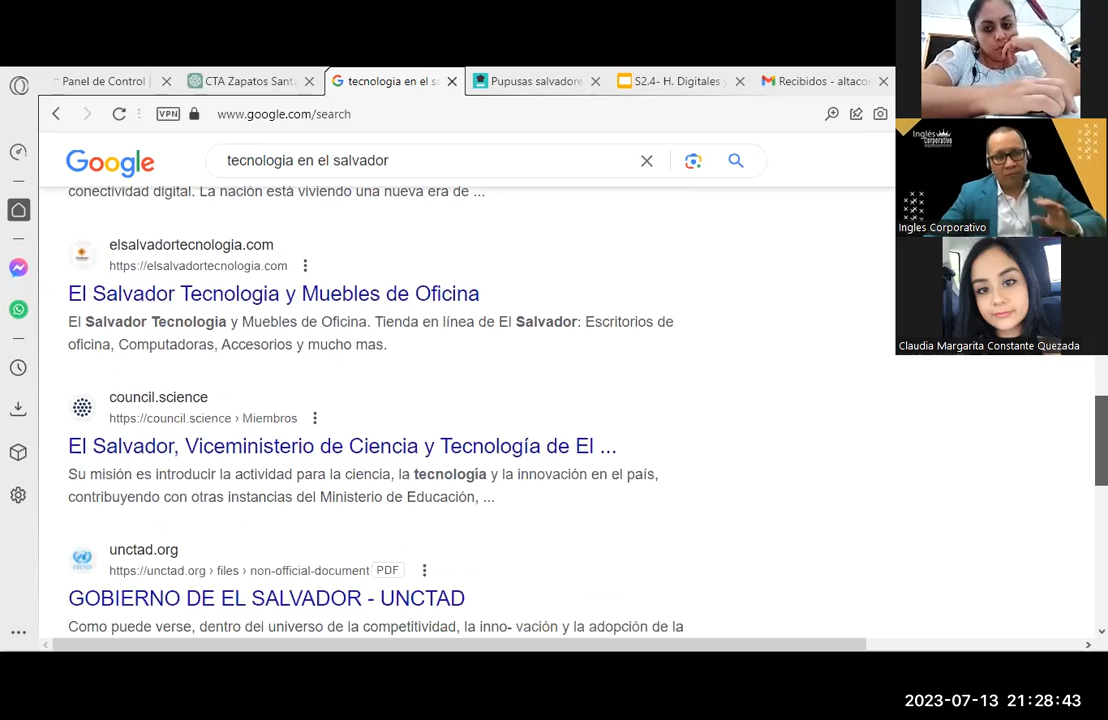 Panel de Control |
CTA Zapatos Sant
tecnologia en el sa
Pupusas salvadore
S2.4- H. Digitales y
Recibidos - altaco
VPN
www.google.com/search
Google
tecnologia en el salvador
conectividad digital. La nación está viviendo una nueva era de ...
elsalvadortecnologia.com
https://elsalvadortecnologia.com
El Salvador Tecnologia y Muebles de Oficina
El Salvador Tecnologia y Muebles de Oficina. Tienda en línea de El Salvador: Escritorios de
oficina, Computadoras, Accesorios y mucho mas.
council.science
https://council.science › Miembros
El Salvador, Viceministerio de Ciencia y Tecnología de El ...
Su misión es introducir la actividad para la ciencia, la tecnología y la innovación en el país,
contribuyendo con otras instancias del Ministerio de Educación, ...
unctad.org
https://unctad.org › files › non-official-document PDF
GOBIERNO DE EL SALVADOR - UNCTAD
Como puede verse, dentro del universo de la competitividad, la inno- vación y la adopción de la
Inglés
Corporativo
Ingles Corporativo
Claudia Margarita Constante Quezada
2023-07-13 21:28:43